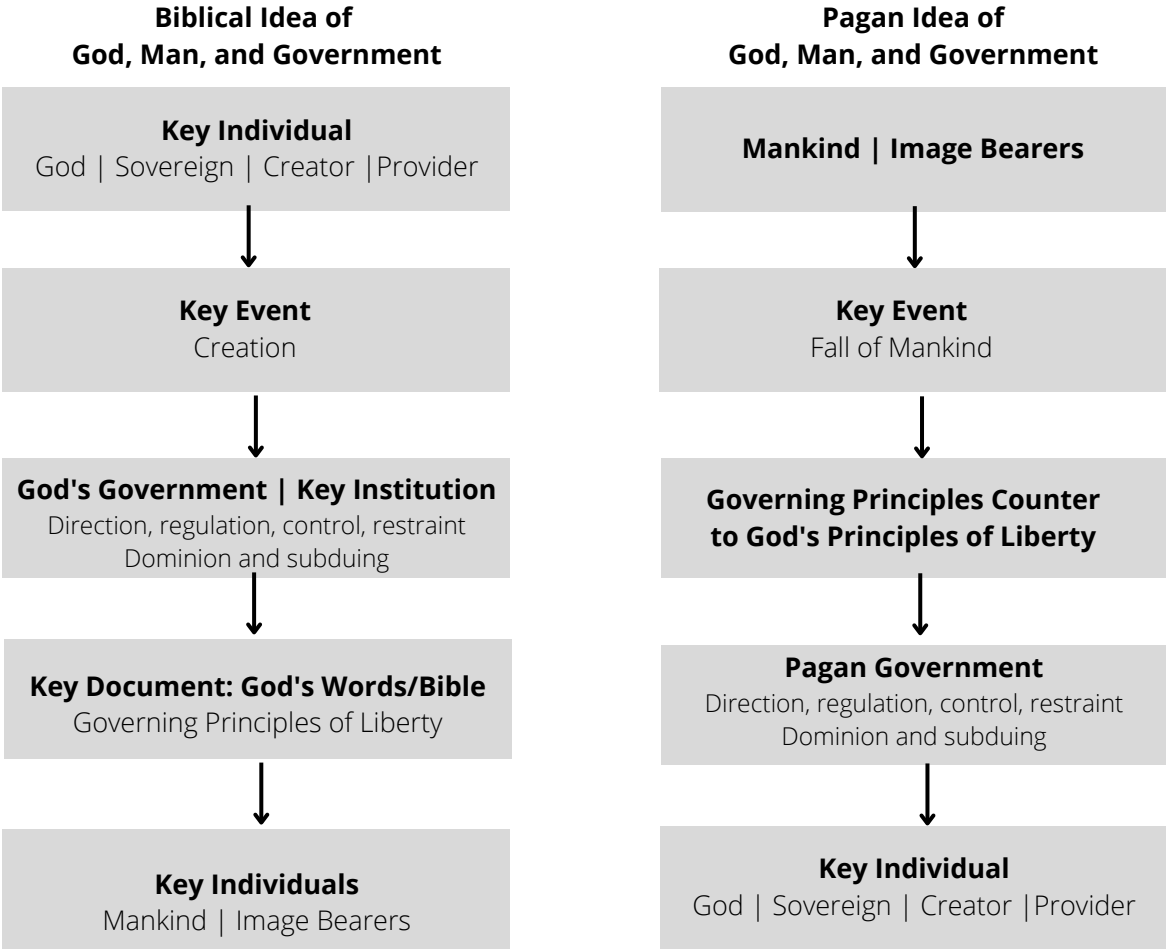 Biblical Idea of
God, Man, and Government
Key Individual
God | Sovereign | Creator |Provider
Key Event
Creation
God's Government | Key Institution
Direction, regulation, control, restraint
Dominion and subduing
Key Document: God's Words/Bible
Governing Principles of Liberty
Key Individuals
Mankind | Image Bearers
Pagan Idea of
God, Man, and Government
Mankind | Image Bearers
Key Event
Fall of Mankind
Governing Principles Counter
to God's Principles of Liberty
Pagan Government
Direction, regulation, control, restraint
Dominion and subduing
Key Individual
God | Sovereign | Creator |Provider